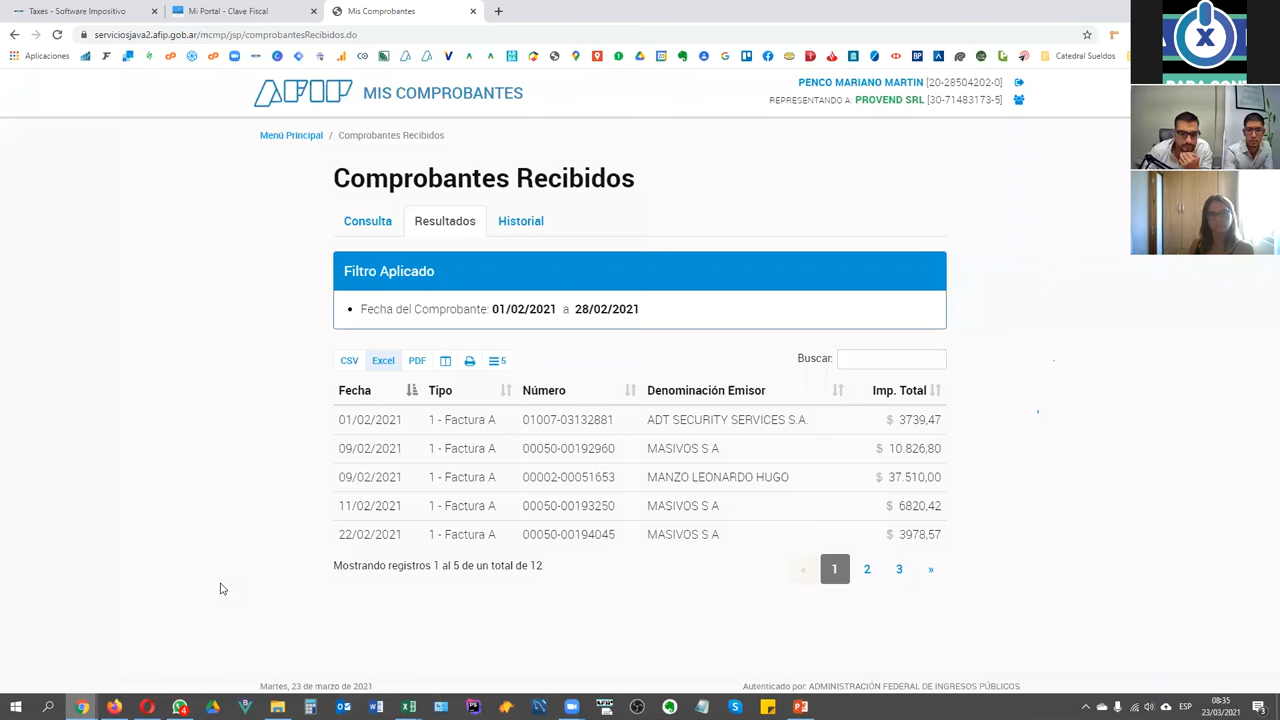 Taxes - Software Impositivo
Mi Portal - Clave Fiscal
Mis Comprobantes
serviciosjava2.afip.gob.ar/mcmp/jsp/comprobantesRecibidos.do
Aplicaciones
Catedral Sueldos
AFIP MIS COMPROBANTES
PENCO MARIANO MARTIN [20-28504202-0]
REPRESENTANDO A: PROVEND SRL [30-71483173-5]
Menú Principal / Comprobantes Recibidos
Comprobantes Recibidos
Consulta Resultados Historial
Filtro Aplicado
• Fecha del Comprobante: 01/02/2021 a 28/02/2021
CSV Excel PDF 5
Buscar:
Fecha Tipo Número Denominación Emisor Imp. Total
01/02/2021 1 - Factura A 01007-03132881 ADT SECURITY SERVICES S.A. $ 3739,47
09/02/2021 1 - Factura A 00050-00192960 MASIVOS S A $ 10.826,80
09/02/2021 1 - Factura A 00002-00051653 MANZO LEONARDO HUGO $ 37.510,00
11/02/2021 1 - Factura A 00050-00193250 MASIVOS S A $ 6820,42
22/02/2021 1 - Factura A 00050-00194045 MASIVOS S A $ 3978,57
Mostrando registros 1 al 5 de un total de 12
« 1 2 3 »
Martes, 23 de marzo de 2021
Autenticado por: ADMINISTRACIÓN FEDERAL DE INGRESOS PÚBLICOS
ESP
08:35
23/03/2021